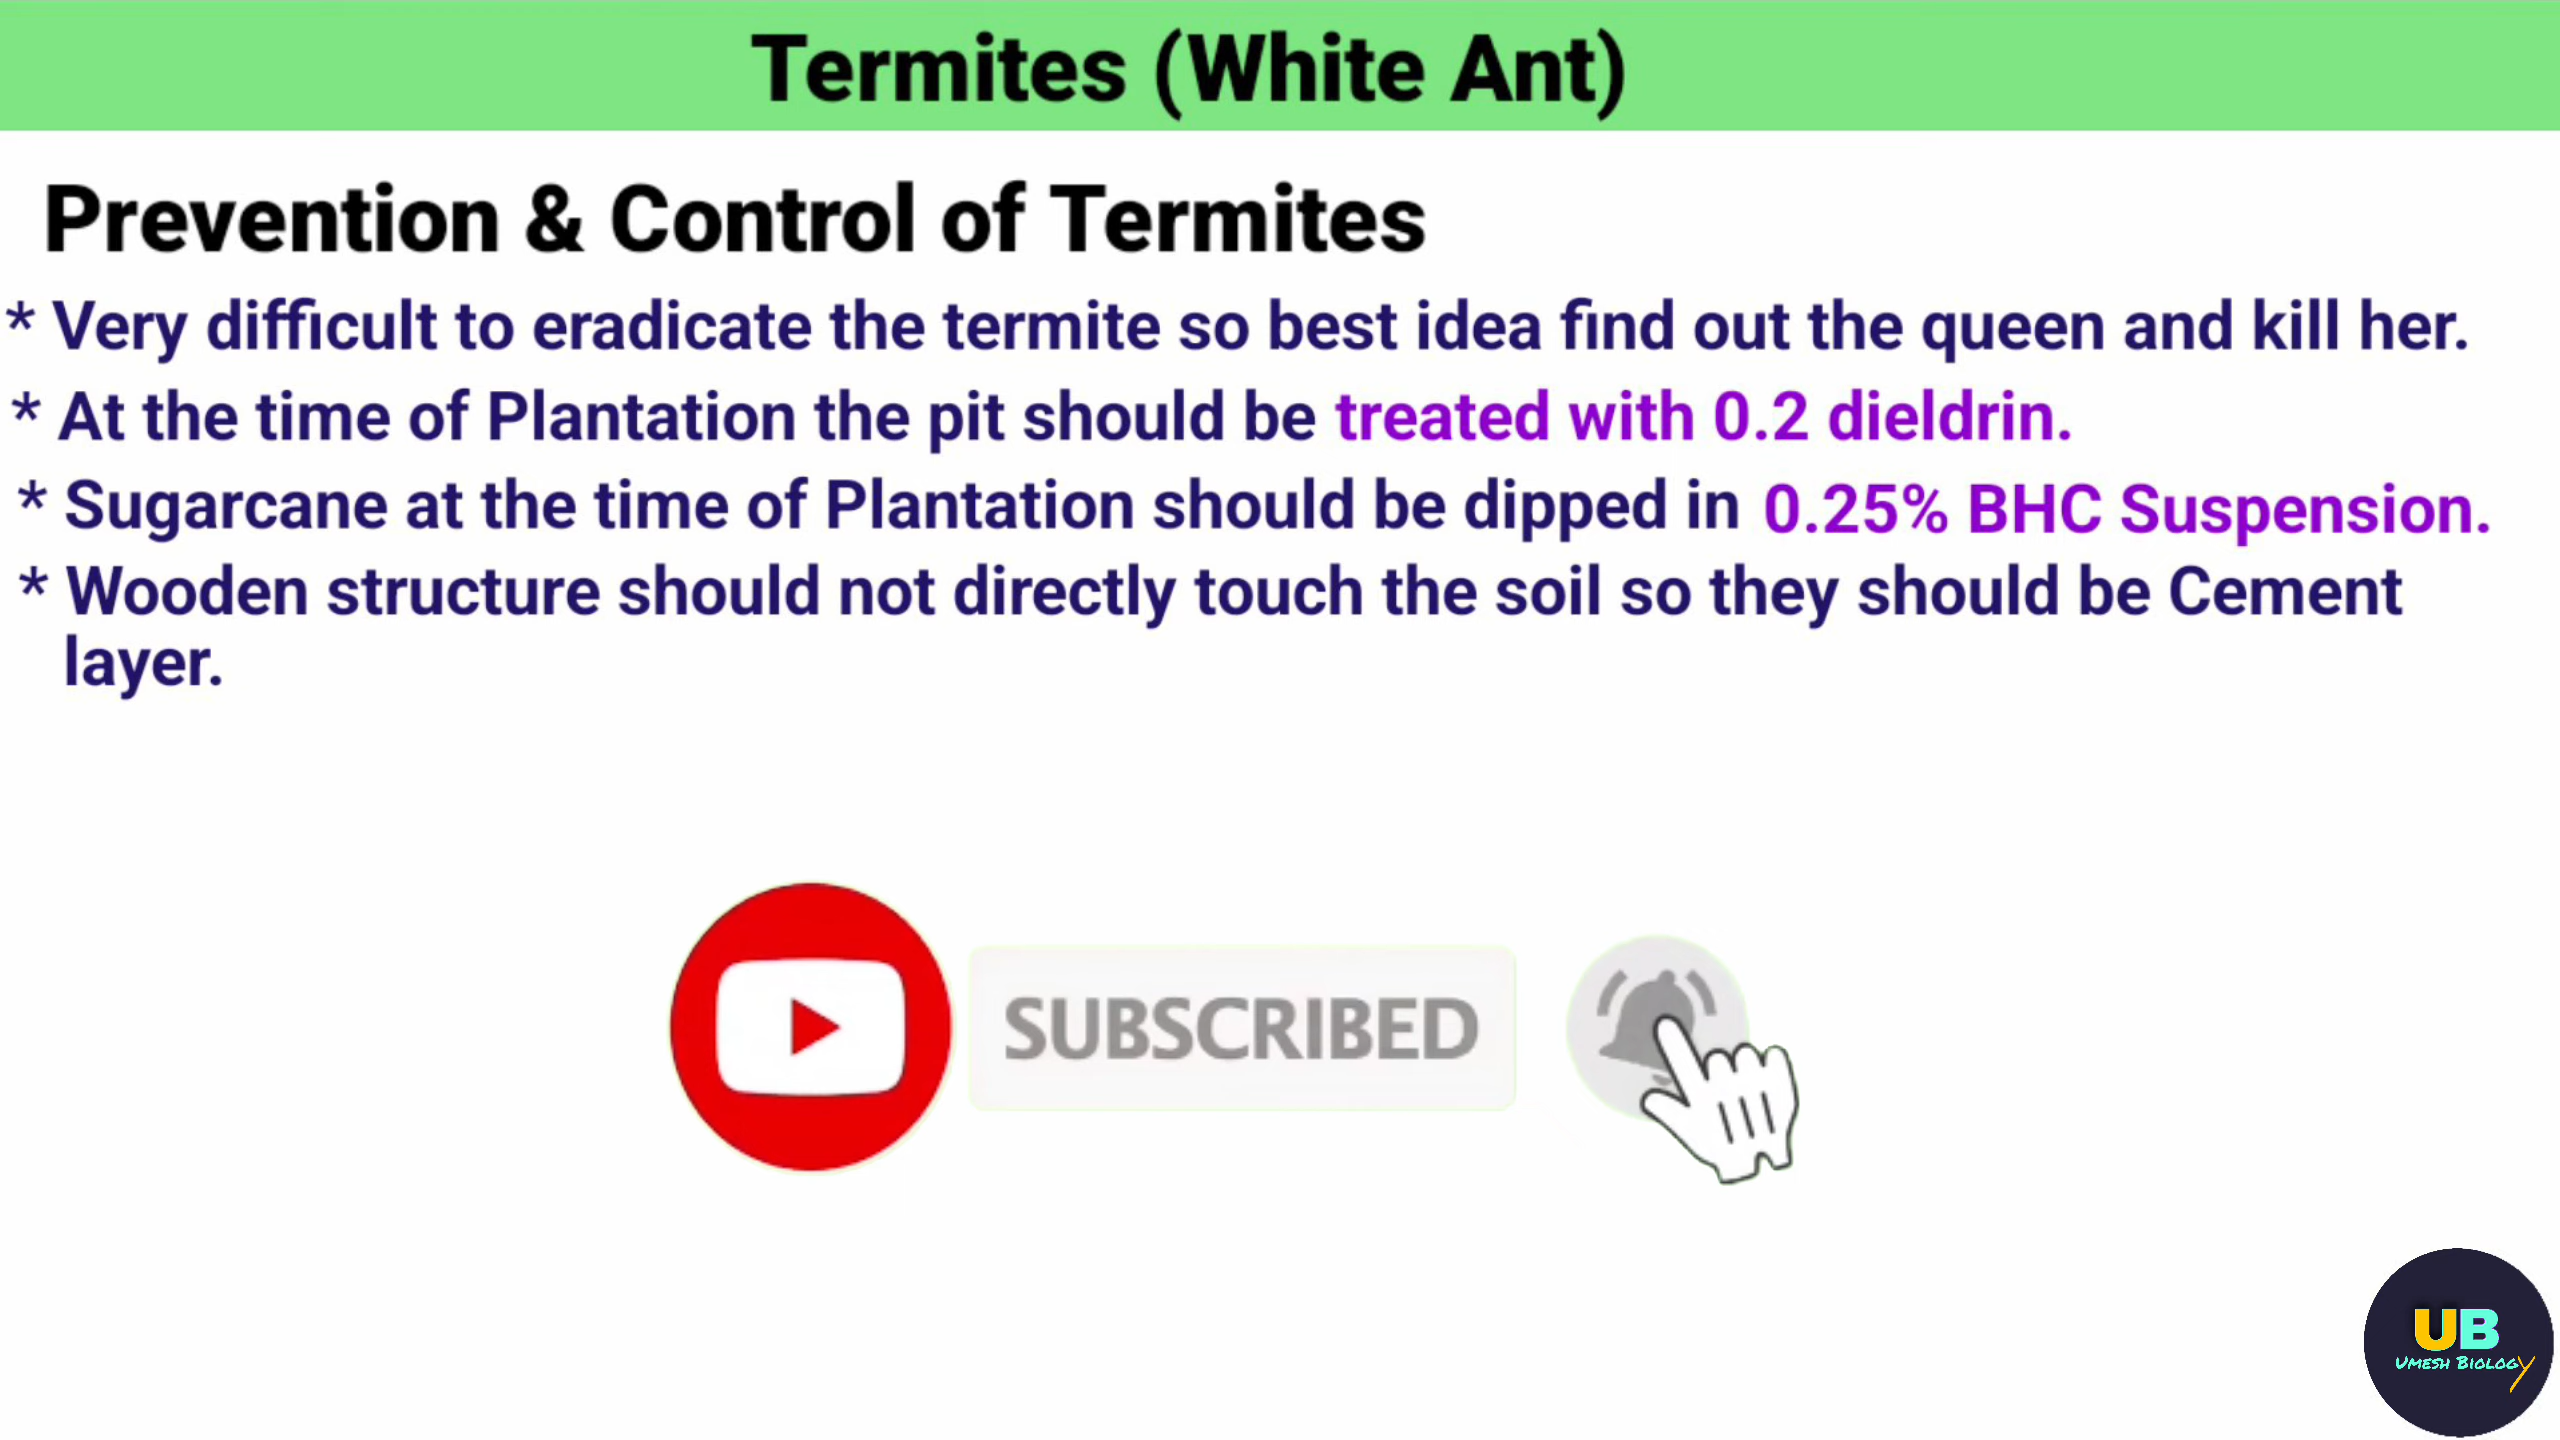 Termites (White Ant)
Prevention & Control of Termites
* Very difficult to eradicate the termite so best idea find out the queen and kill her.
* At the time of Plantation the pit should be treated with 0.2 dieldrin.
* Sugarcane at the time of Plantation should be dipped in 0.25% BHC Suspension.
* Wooden structure should not directly touch the soil so they should be Cement
layer.
SUBSCRIBED
UB
UMESH BIOLOGY